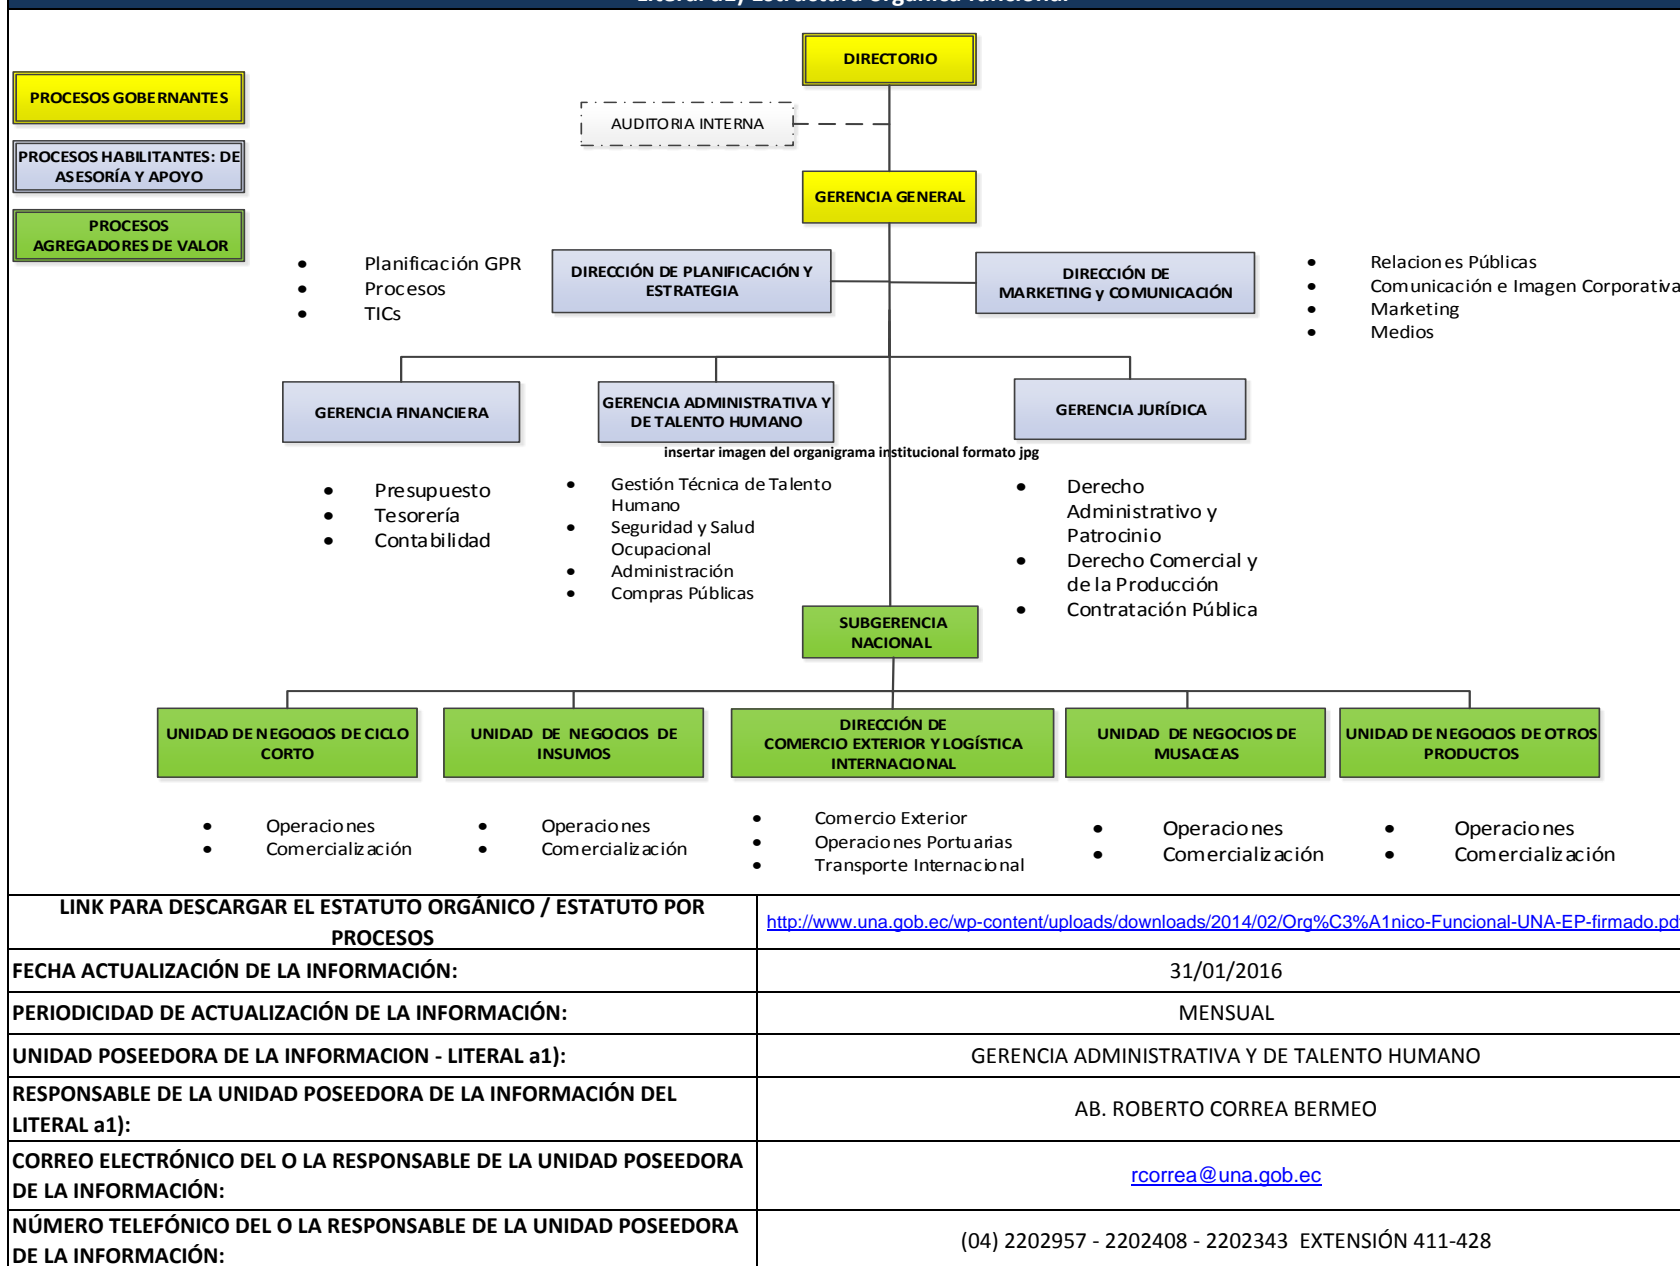 Literal a1) Estructura orgánica funcional
DIRECTORIO
PROCESOS GOBERNANTES
AUDITORIA INTERNA
PROCESOS HABILITANTES: DE
ASESORÍA Y APOYO
GERENCIA GENERAL
PROCESOS
AGREGADORES DE VALOR
• Planificación GPR
• Procesos
• TICs
DIRECCIÓN DE PLANIFICACIÓN Y
ESTRATEGIA
DIRECCIÓN DE
MARKETING y COMUNICACIÓN
• Relaciones Públicas
• Comunicación e Imagen Corporativa
• Marketing
• Medios
GERENCIA FINANCIERA
GERENCIA ADMINISTRATIVA Y
DE TALENTO HUMANO
GERENCIA JURÍDICA
insertar imagen del organigrama institucional formato jpg
• Presupuesto
• Tesorería
• Contabilidad
• Gestión Técnica de Talento
Humano
• Seguridad y Salud
Ocupacional
• Administración
• Compras Públicas
• Derecho
Administrativo y
Patrocinio
• Derecho Comercial y
de la Producción
• Contratación Pública
SUBGERENCIA
NACIONAL
UNIDAD DE NEGOCIOS DE CICLO
CORTO
UNIDAD DE NEGOCIOS DE
INSUMOS
DIRECCIÓN DE
COMERCIO EXTERIOR Y LOGÍSTICA
INTERNACIONAL
UNIDAD DE NEGOCIOS DE
MUSACEAS
UNIDAD DE NEGOCIOS DE OTROS
PRODUCTOS
• Operaciones
• Comercialización
• Operaciones
• Comercialización
• Comercio Exterior
• Operaciones Portuarias
• Transporte Internacional
• Operaciones
• Comercialización
• Operaciones
• Comercialización
LINK PARA DESCARGAR EL ESTATUTO ORGÁNICO / ESTATUTO POR
PROCESOS
http://www.una.gob.ec/wp-content/uploads/downloads/2014/02/Org%C3%A1nico-Funcional-UNA-EP-firmado.pd
FECHA ACTUALIZACIÓN DE LA INFORMACIÓN:
31/01/2016
PERIODICIDAD DE ACTUALIZACIÓN DE LA INFORMACIÓN:
MENSUAL
UNIDAD POSEEDORA DE LA INFORMACION - LITERAL a1):
GERENCIA ADMINISTRATIVA Y DE TALENTO HUMANO
RESPONSABLE DE LA UNIDAD POSEEDORA DE LA INFORMACIÓN DEL
LITERAL a1):
AB. ROBERTO CORREA BERMEO
CORREO ELECTRÓNICO DEL O LA RESPONSABLE DE LA UNIDAD POSEEDORA
DE LA INFORMACIÓN:
rcorrea@una.gob.ec
NÚMERO TELEFÓNICO DEL O LA RESPONSABLE DE LA UNIDAD POSEEDORA
DE LA INFORMACIÓN:
(04) 2202957 - 2202408 - 2202343 EXTENSIÓN 411-428